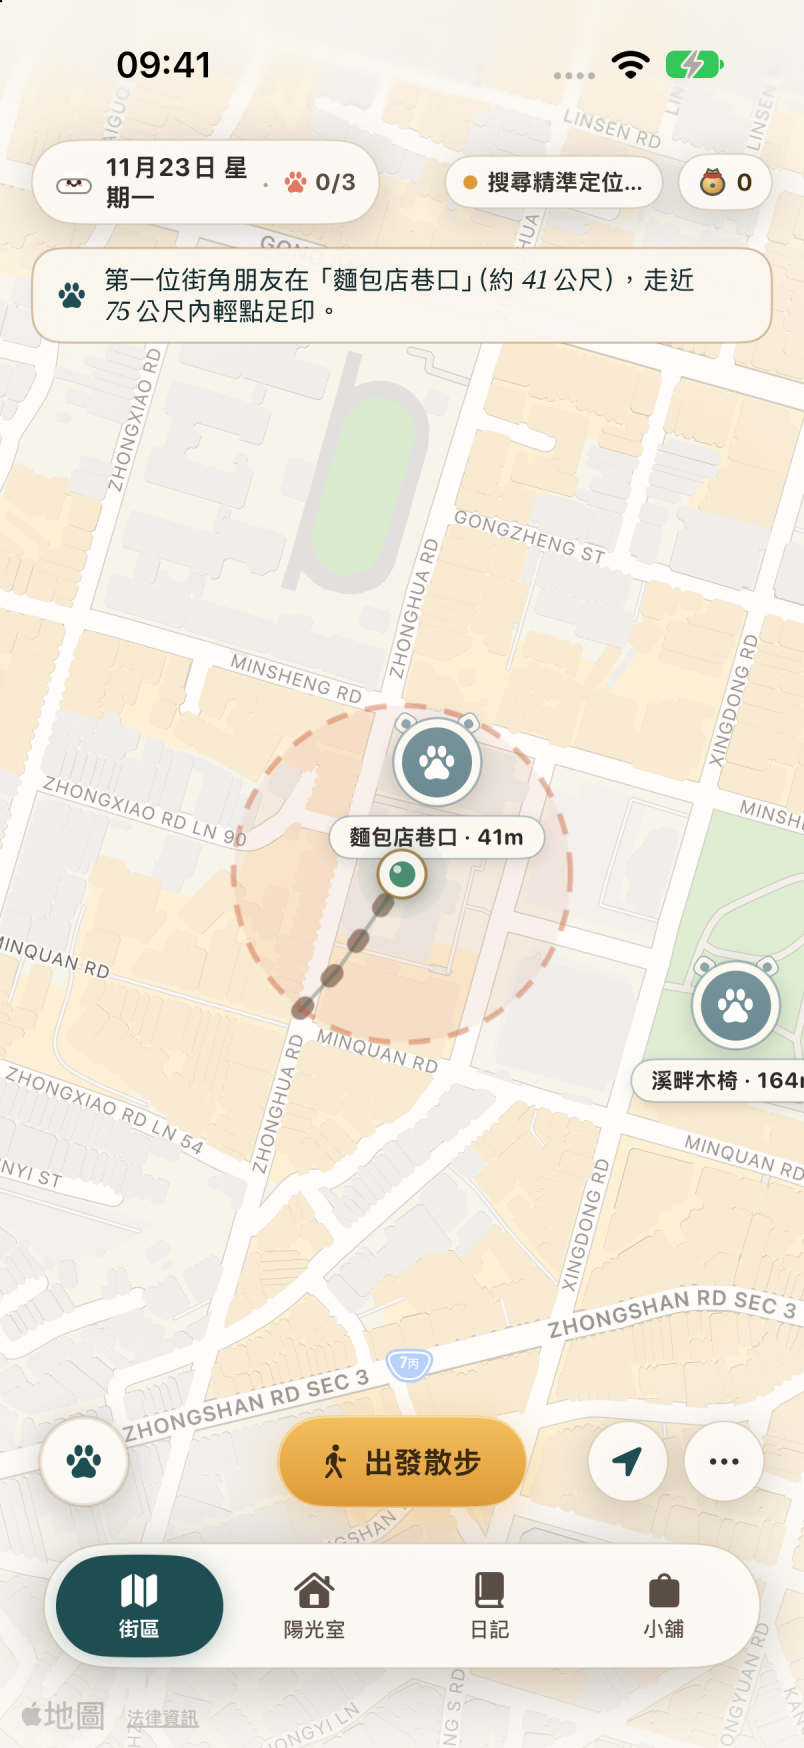 09:41
LINSEN RD
11月23日 星
期一
· 0/3
搜尋精準定位...
0
第一位街角朋友在「麵包店巷口」(約 41 公尺)，走近
75 公尺內輕點足印。
ZHONGXIAO RD
GONGZHENG ST
ZHONGHUA RD
MINSHENG RD
XINGDONG RD
ZHONGXIAO RD LN 90
麵包店巷口 · 41m
MINQUAN RD
溪畔木椅 · 164
MINQUAN RD
ZHONGHUA RD
ZHONGXIAO RD LN 54
MINQUAN RD
XINGDONG RD
ZHONGSHAN RD SEC 3
7丙
ZHONGSHAN RD SEC 3
出發散步
街區
陽光室
日記
小舖
地圖
法律資訊